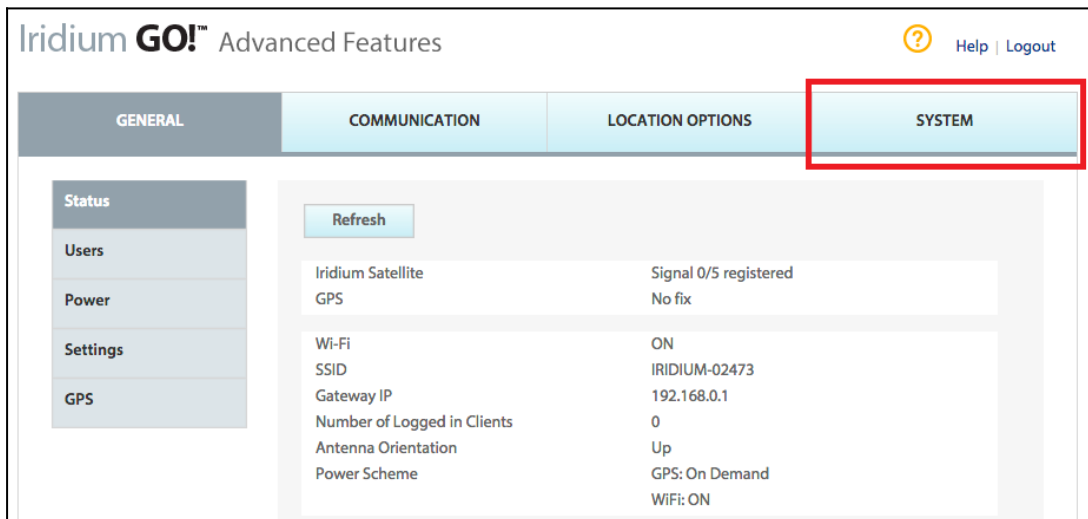 Iridium GO!™ Advanced Features
? Help | Logout
GENERAL COMMUNICATION LOCATION OPTIONS SYSTEM
Status
Users
Power
Settings
GPS
Refresh
Iridium Satellite Signal 0/5 registered
GPS No fix
Wi-Fi ON
SSID IRIDIUM-02473
Gateway IP 192.168.0.1
Number of Logged in Clients 0
Antenna Orientation Up
Power Scheme GPS: On Demand
WiFi: ON